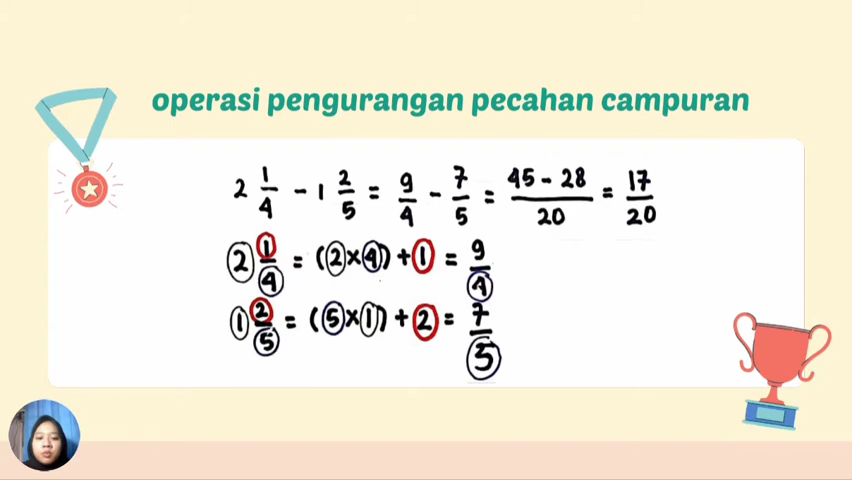 operasi pengurangan pecahan campuran
2 1/4 - 1 2/5 = 9/4 - 7/5 = 45 - 28/20 = 17/20
2 1/4 = (2 × 4) + 1 = 9/4
1 2/5 = (5 × 1) + 2 = 7/5